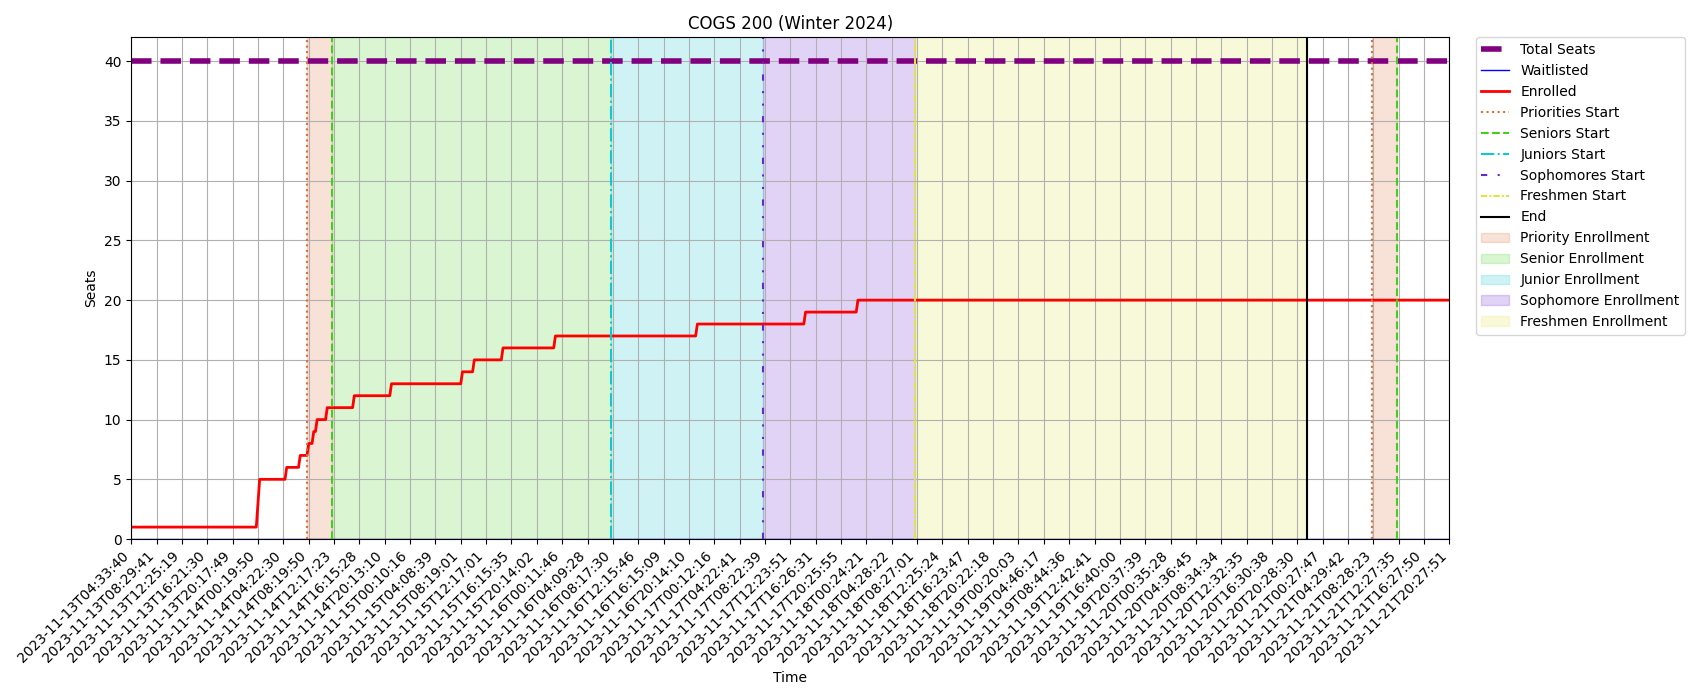 COGS 200 (Winter 2024)
Seats
40
35
30
25
20
15
10
5
0
2023-11-13T04:33:40
2023-11-13T08:29:41
2023-11-13T12:25:19
2023-11-13T16:21:30
2023-11-13T20:17:49
2023-11-14T00:19:50
2023-11-14T04:22:30
2023-11-14T08:19:50
2023-11-14T12:17:23
2023-11-14T16:15:28
2023-11-14T20:13:10
2023-11-15T00:10:16
2023-11-15T04:08:39
2023-11-15T08:19:01
2023-11-15T12:17:01
2023-11-15T16:15:35
2023-11-15T20:14:02
2023-11-16T00:11:46
2023-11-16T04:09:28
2023-11-16T08:17:30
2023-11-16T12:15:46
2023-11-16T16:15:09
2023-11-16T20:14:10
2023-11-17T00:12:16
2023-11-17T04:22:41
2023-11-17T08:22:39
2023-11-17T12:23:51
2023-11-17T16:26:31
2023-11-17T20:25:55
2023-11-18T00:24:21
2023-11-18T04:28:22
2023-11-18T08:27:01
2023-11-18T12:25:24
2023-11-18T16:23:47
2023-11-18T20:22:18
2023-11-19T00:20:03
2023-11-19T04:46:17
2023-11-19T08:44:36
2023-11-19T12:42:41
2023-11-19T16:40:00
2023-11-19T20:37:39
2023-11-20T00:35:28
2023-11-20T04:36:45
2023-11-20T08:34:34
2023-11-20T12:32:35
2023-11-20T16:30:38
2023-11-20T20:28:30
2023-11-21T00:27:47
2023-11-21T04:29:42
2023-11-21T08:28:23
2023-11-21T12:27:35
2023-11-21T16:27:50
2023-11-21T20:27:51
Time
Total Seats
Waitlisted
Enrolled
Priorities Start
Seniors Start
Juniors Start
Sophomores Start
Freshmen Start
End
Priority Enrollment
Senior Enrollment
Junior Enrollment
Sophomore Enrollment
Freshmen Enrollment